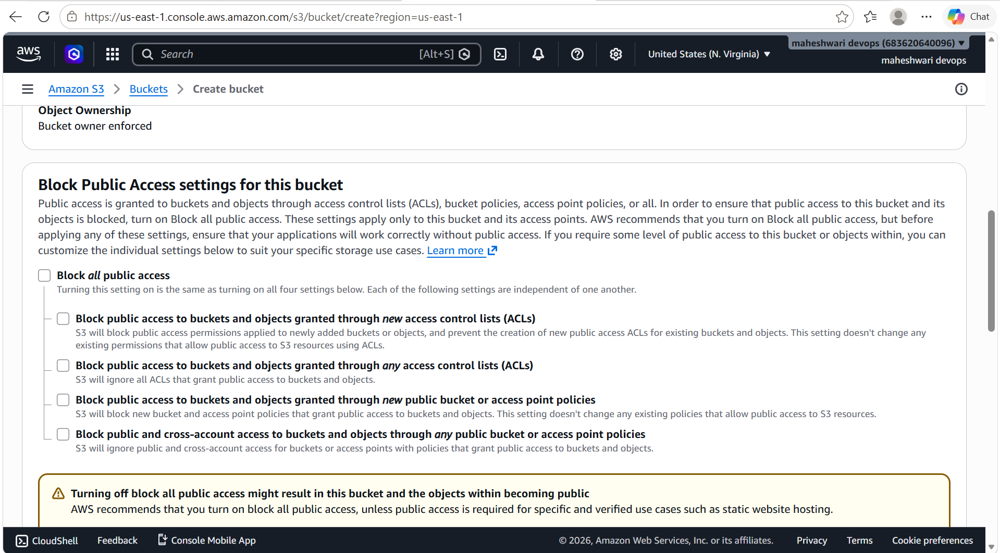 https://us-east-1.console.aws.amazon.com/s3/bucket/create?region=us-east-1
Chat
aws
Search
[Alt+S]
United States (N. Virginia)
maheshwari devops (683620640096)
maheshwari devops
Amazon S3
Buckets
Create bucket
Object Ownership
Bucket owner enforced
Block Public Access settings for this bucket
Public access is granted to buckets and objects through access control lists (ACLs), bucket policies, access point policies, or all. In order to ensure that public access to this bucket and its
objects is blocked, turn on Block all public access. These settings apply only to this bucket and its access points. AWS recommends that you turn on Block all public access, but before
applying any of these settings, ensure that your applications will work correctly without public access. If you require some level of public access to this bucket or objects within, you can
customize the individual settings below to suit your specific storage use cases. Learn more
Block all public access
Turning this setting on is the same as turning on all four settings below. Each of the following settings are independent of one another.
Block public access to buckets and objects granted through new access control lists (ACLs)
S3 will block public access permissions applied to newly added buckets or objects, and prevent the creation of new public access ACLs for existing buckets and objects. This setting doesn't change any
existing permissions that allow public access to S3 resources using ACLs.
Block public access to buckets and objects granted through any access control lists (ACLs)
S3 will ignore all ACLs that grant public access to buckets and objects.
Block public access to buckets and objects granted through new public bucket or access point policies
S3 will block new bucket and access point policies that grant public access to buckets and objects. This setting doesn't change any existing policies that allow public access to S3 resources.
Block public and cross-account access to buckets and objects through any public bucket or access point policies
S3 will ignore public and cross-account access for buckets or access points with policies that grant public access to buckets and objects.
Turning off block all public access might result in this bucket and the objects within becoming public
AWS recommends that you turn on block all public access, unless public access is required for specific and verified use cases such as static website hosting.
CloudShell
Feedback
Console Mobile App
© 2026, Amazon Web Services, Inc. or its affiliates.
Privacy
Terms
Cookie preferences